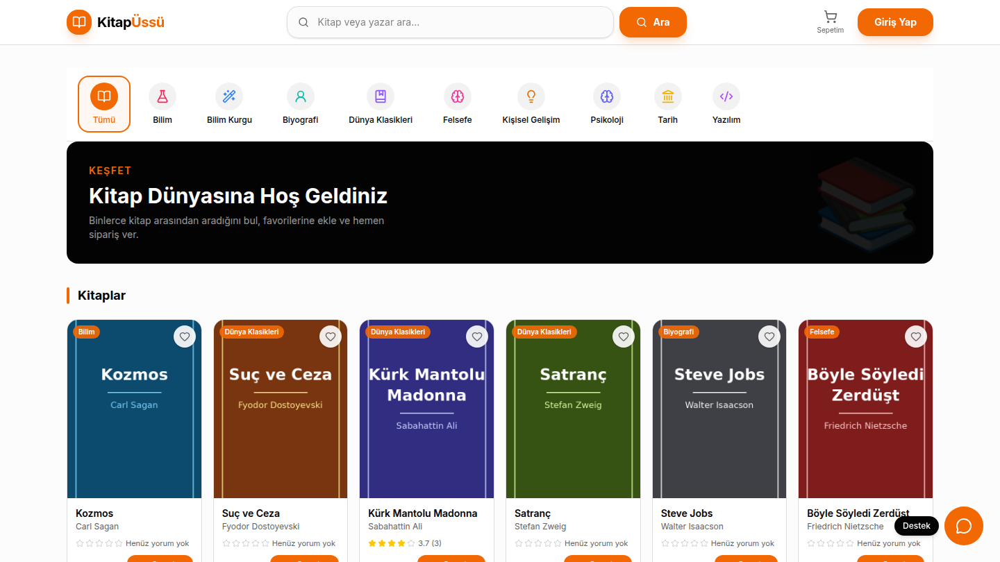 KitapÜssü
Kitap veya yazar ara...
Ara
Sepetim
Giriş Yap
Tümü
Bilim
Bilim Kurgu
Biyografi
Dünya Klasikleri
Felsefe
Kişisel Gelişim
Psikoloji
Tarih
Yazılım
KEŞFET
Kitap Dünyasına Hoş Geldiniz
Binlerce kitap arasından aradığını bul, favorilerine ekle ve hemen
sipariş ver.
Kitaplar
Bilim
Kozmos
Carl Sagan
Kozmos
Carl Sagan
Henüz yorum yok
Dünya Klasikleri
Suç ve Ceza
Fyodor Dostoyevski
Suç ve Ceza
Fyodor Dostoyevski
Henüz yorum yok
Dünya Klasikleri
Kürk Mantolu
Madonna
Sabahattin Ali
Kürk Mantolu Madonna
Sabahattin Ali
3.7 (3)
Dünya Klasikleri
Satranç
Stefan Zweig
Satranç
Stefan Zweig
Henüz yorum yok
Biyografi
Steve Jobs
Walter Isaacson
Steve Jobs
Walter Isaacson
Henüz yorum yok
Felsefe
Böyle Söyledi
Zerdüşt
Friedrich Nietzsche
Böyle Söyledi Zerdüşt
Friedrich Nietzsche
Henüz yorum yok
Destek